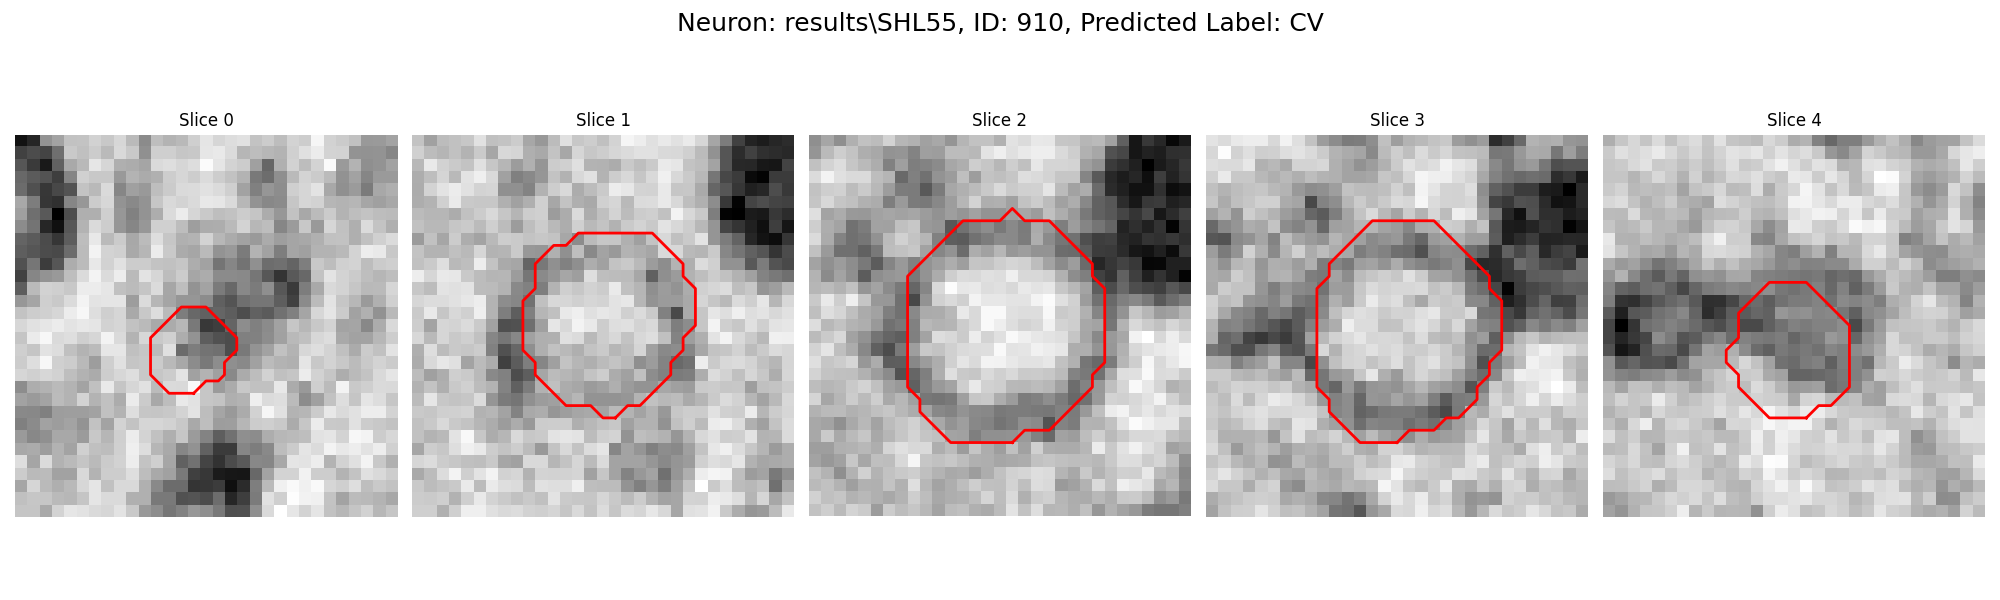 Neuron: results\SHL55, ID: 910, Predicted Label: CV
Slice 0
Slice 1
Slice 2
Slice 3
Slice 4